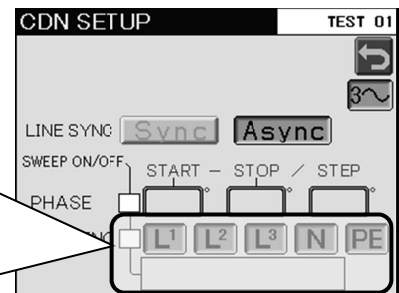 CDN SETUP TEST 01
3~
LINE SYNC Sync Async
SWEEP ON/OFF
START – STOP / STEP
PHASE ° ° °
L1 L2 L3 N PE